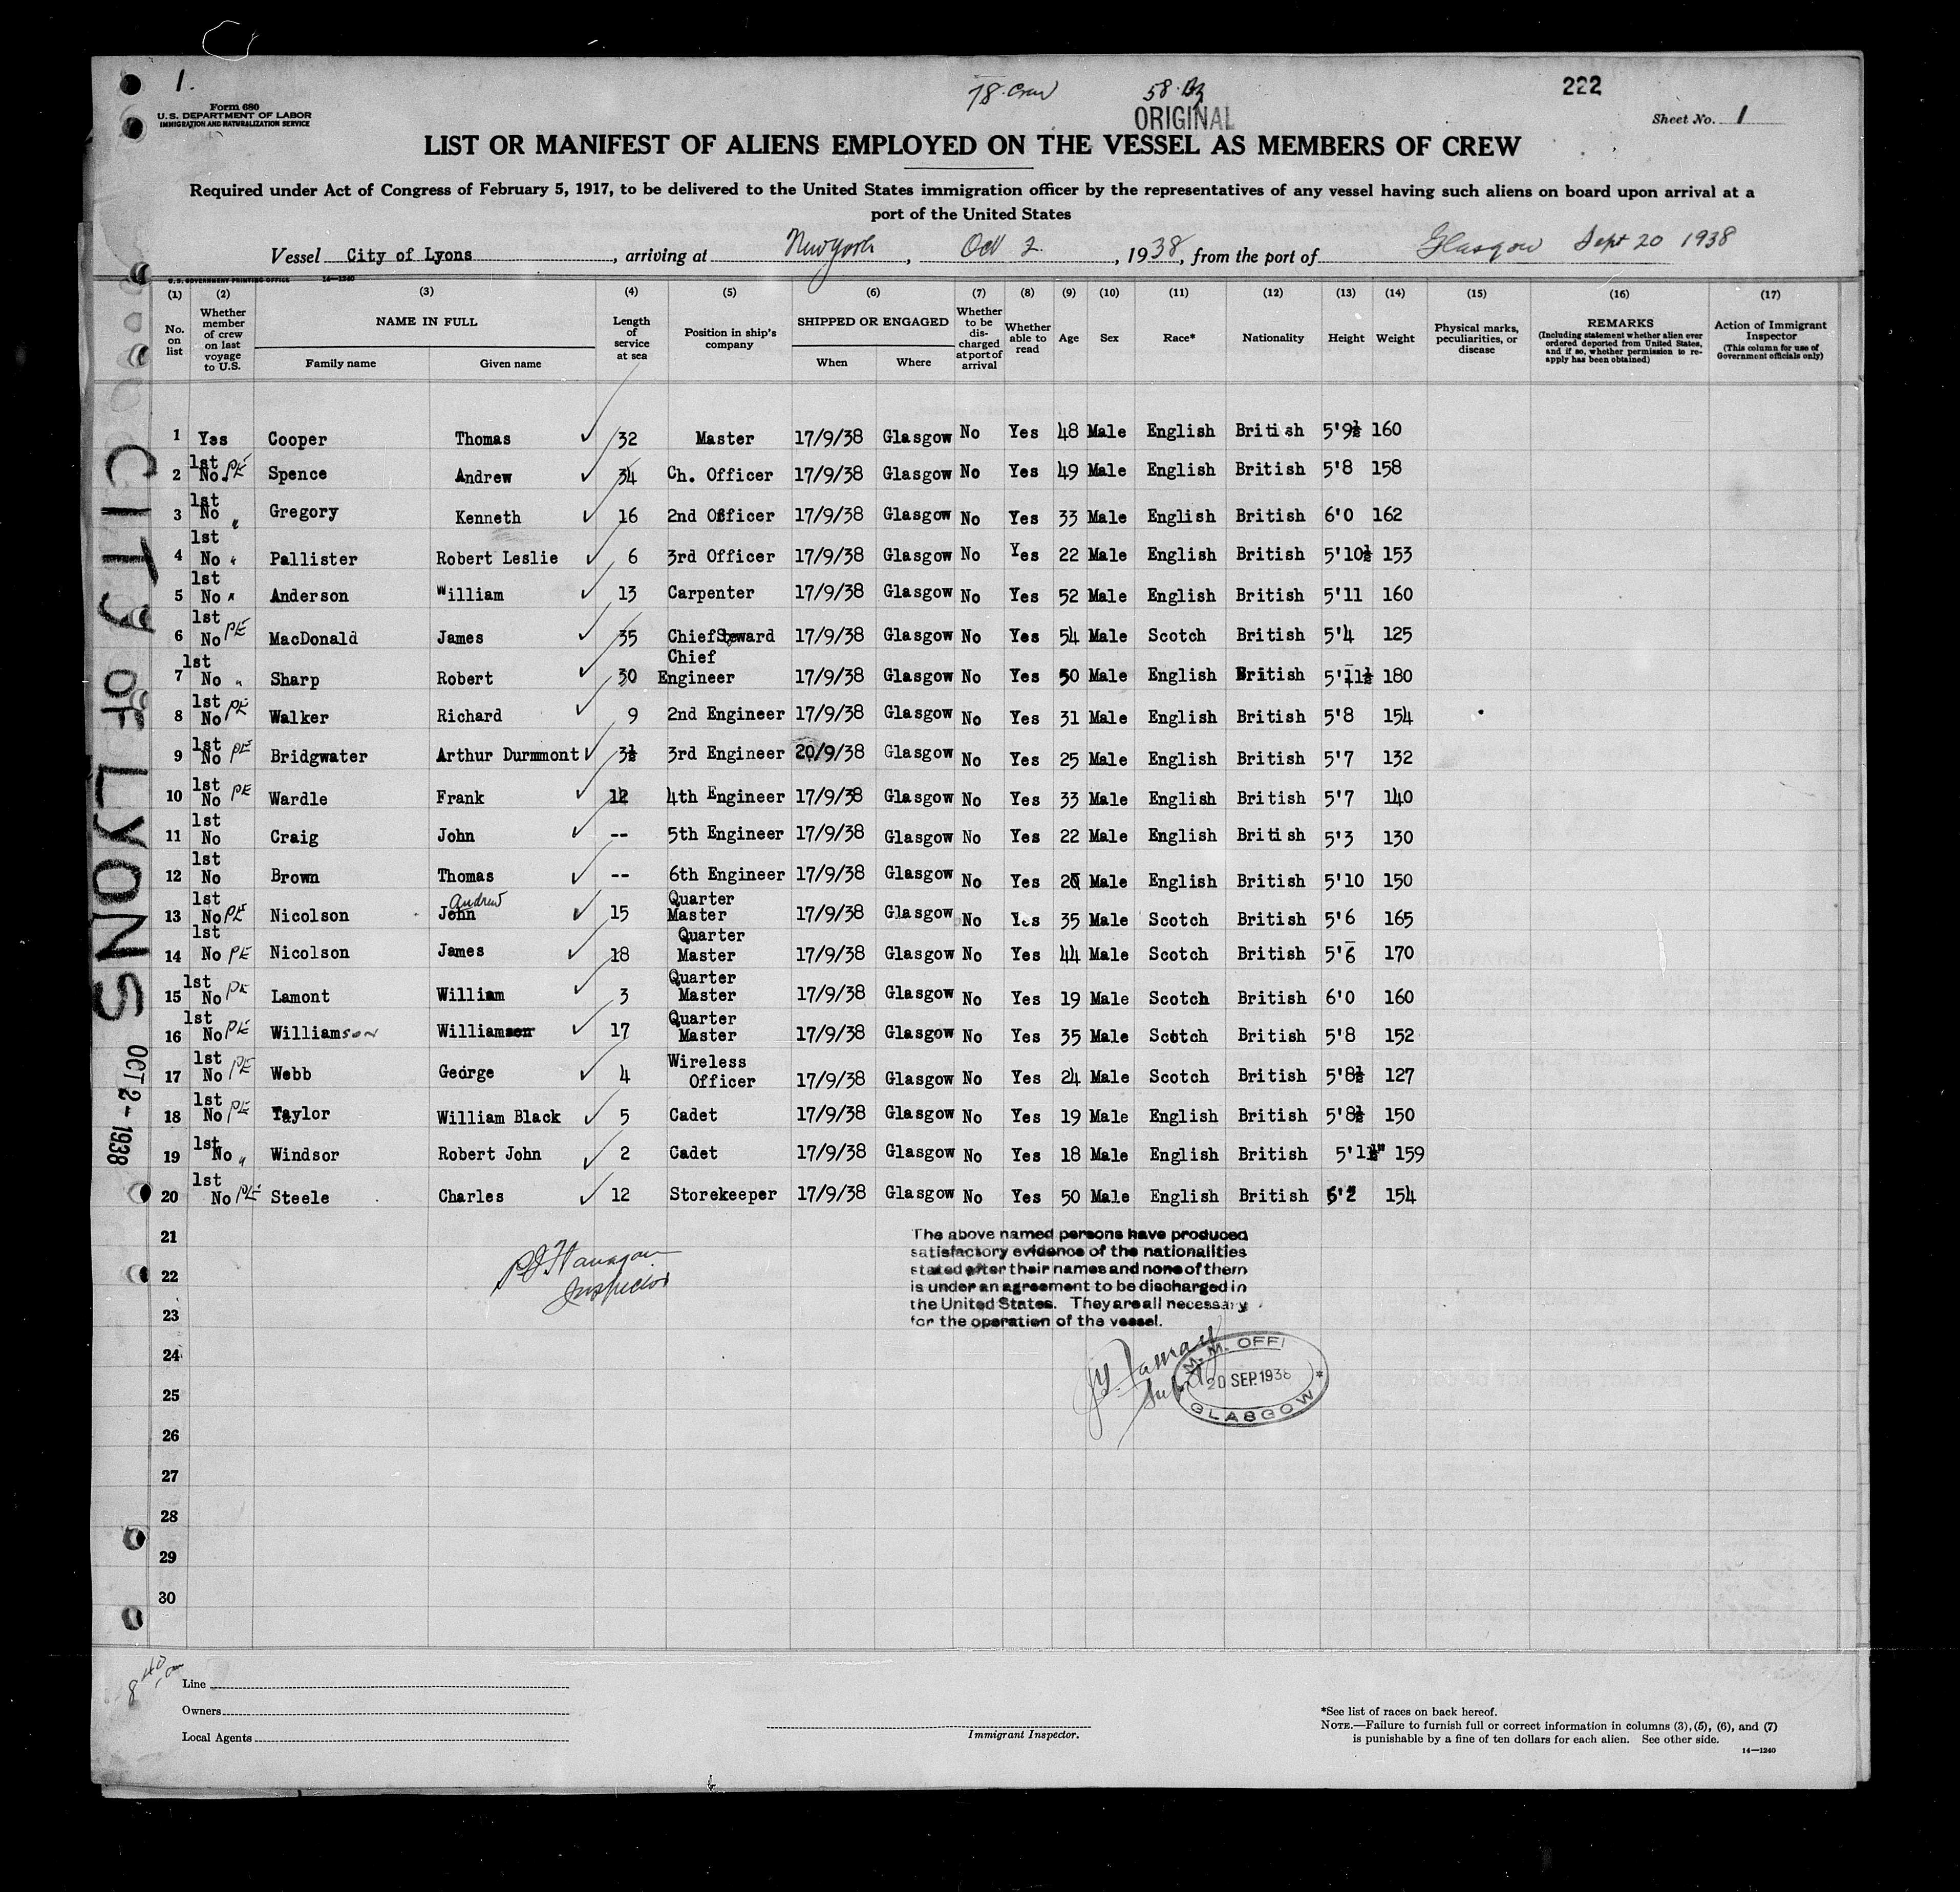 1.
78 Crew
58
222
Form 680
U.S. DEPARTMENT OF LABOR
IMMIGRATION AND NATURALIZATION SERVICE
ORIGINAL
Sheet No. 1
LIST OR MANIFEST OF ALIENS EMPLOYED ON THE VESSEL AS MEMBERS OF CREW
Required under Act of Congress of February 5, 1917, to be delivered to the United States immigration officer by the representatives of any vessel having such aliens on board upon arrival at a
port of the United States
Vessel City of Lyons, arriving at New York, Oct 2, 1938, from the port of Glasgow Sept 20 1938
U.S. GOVERNMENT PRINTING OFFICE 14—1240
(1) (2) (3) (4) (5) (6) (7) (8) (9) (10) (11) (12) (13) (14) (15) (16) (17)
No. on list
Whether member of crew on last voyage to U.S.
NAME IN FULL
Family name Given name
Length of service at sea
Position in ship's company
SHIPPED OR ENGAGED
When Where
Whether to be discharged at port of arrival
Whether able to read
Age
Sex
Race*
Nationality
Height
Weight
Physical marks, peculiarities, or disease
REMARKS
(Including statement whether alien ever ordered deported from United States, and if so, whether permission to reapply has been obtained)
Action of Immigrant Inspector
(This column for use of Government officials only)
1 Yes Cooper Thomas 32 Master 17/9/38 Glasgow No Yes 48 Male English British 5'9½ 160
2 1st No. PE Spence Andrew 34 Ch. Officer 17/9/38 Glasgow No Yes 49 Male English British 5'8 158
3 1st No " Gregory Kenneth 16 2nd Officer 17/9/38 Glasgow No Yes 33 Male English British 6'0 162
4 1st No " Pallister Robert Leslie 6 3rd Officer 17/9/38 Glasgow No Yes 22 Male English British 5'10½ 153
5 1st No " Anderson William 13 Carpenter 17/9/38 Glasgow No Yes 52 Male English British 5'11 160
6 1st No PE MacDonald James 35 Chief Steward 17/9/38 Glasgow No Yes 54 Male Scotch British 5'4 125
7 1st No " Sharp Robert 30 Chief Engineer 17/9/38 Glasgow No Yes 50 Male English British 5'11½ 180
8 1st No PE Walker Richard 9 2nd Engineer 17/9/38 Glasgow No Yes 31 Male English British 5'8 154
9 1st No PE Bridgwater Arthur Durmmont 3½ 3rd Engineer 20/9/38 Glasgow No Yes 25 Male English British 5'7 132
10 1st No PE Wardle Frank 12 4th Engineer 17/9/38 Glasgow No Yes 33 Male English British 5'7 140
11 1st No Craig John -- 5th Engineer 17/9/38 Glasgow No Yes 22 Male English British 5'3 130
12 1st No Brown Thomas -- 6th Engineer 17/9/38 Glasgow No Yes Male English British 5'10 150
13 1st No PE Nicolson John Andrew 15 Quarter Master 17/9/38 Glasgow No Yes 35 Male Scotch British 5'6 165
14 1st No PE Nicolson James 18 Quarter Master 17/9/38 Glasgow No Yes 44 Male Scotch British 5'6 170
15 1st No PE Lamont William 3 Quarter Master 17/9/38 Glasgow No Yes 19 Male Scotch British 6'0 160
16 1st No PE Williamson Williamson 17 Quarter Master 17/9/38 Glasgow No Yes 35 Male Scotch British 5'8 152
17 1st No PE Webb George 4 Wireless Officer 17/9/38 Glasgow No Yes 24 Male Scotch British 5'8½ 127
18 1st No PE Taylor William Black 5 Cadet 17/9/38 Glasgow No Yes 19 Male English British 5'8½ 150
19 1st No " Windsor Robert John 2 Cadet 17/9/38 Glasgow No Yes 18 Male English British 159
20 1st No PE Steele Charles 12 Storekeeper 17/9/38 Glasgow No Yes 50 Male English British 154
21
22
23
24
25
26
27
28
29
30
CITY OF LYONS
OCT 2- 1938
P J Flanagan
Inspector
The above named persons have produced
satisfactory evidence of the nationalities
stated after their names and none of them
is under an agreement to be discharged in
the United States. They are all necessary
for the operation of the vessel.
M. M. OFFI
20 SEP. 1938
GLASGOW
Line
Owners
Local Agents
Immigrant Inspector.
*See list of races on back hereof.
NOTE.—Failure to furnish full or correct information in columns (3), (5), (6), and (7)
is punishable by a fine of ten dollars for each alien. See other side.
14—1240